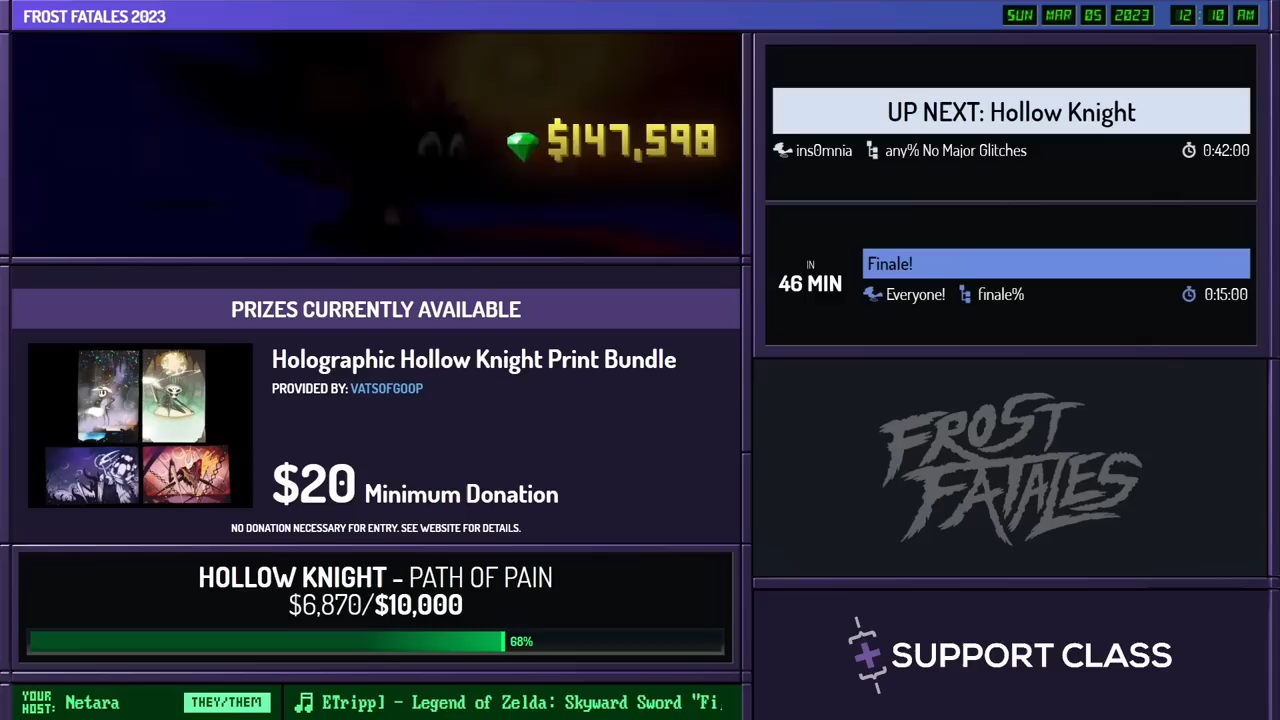 FROST FATALES 2023
SUN MAR 05 2023 12:10 AM
$147,598
UP NEXT: Hollow Knight
ins0mnia any% No Major Glitches 0:42:00
IN
46 MIN
Finale!
Everyone! finale% 0:15:00
PRIZES CURRENTLY AVAILABLE
Holographic Hollow Knight Print Bundle
PROVIDED BY: VATSOFGOOP
$20 Minimum Donation
NO DONATION NECESSARY FOR ENTRY. SEE WEBSITE FOR DETAILS.
FROST
FATALES
HOLLOW KNIGHT - PATH OF PAIN
$6,870/$10,000
68%
SUPPORT CLASS
YOUR
HOST: Netara THEY/THEM
ETripp] - Legend of Zelda: Skyward Sword "Fi